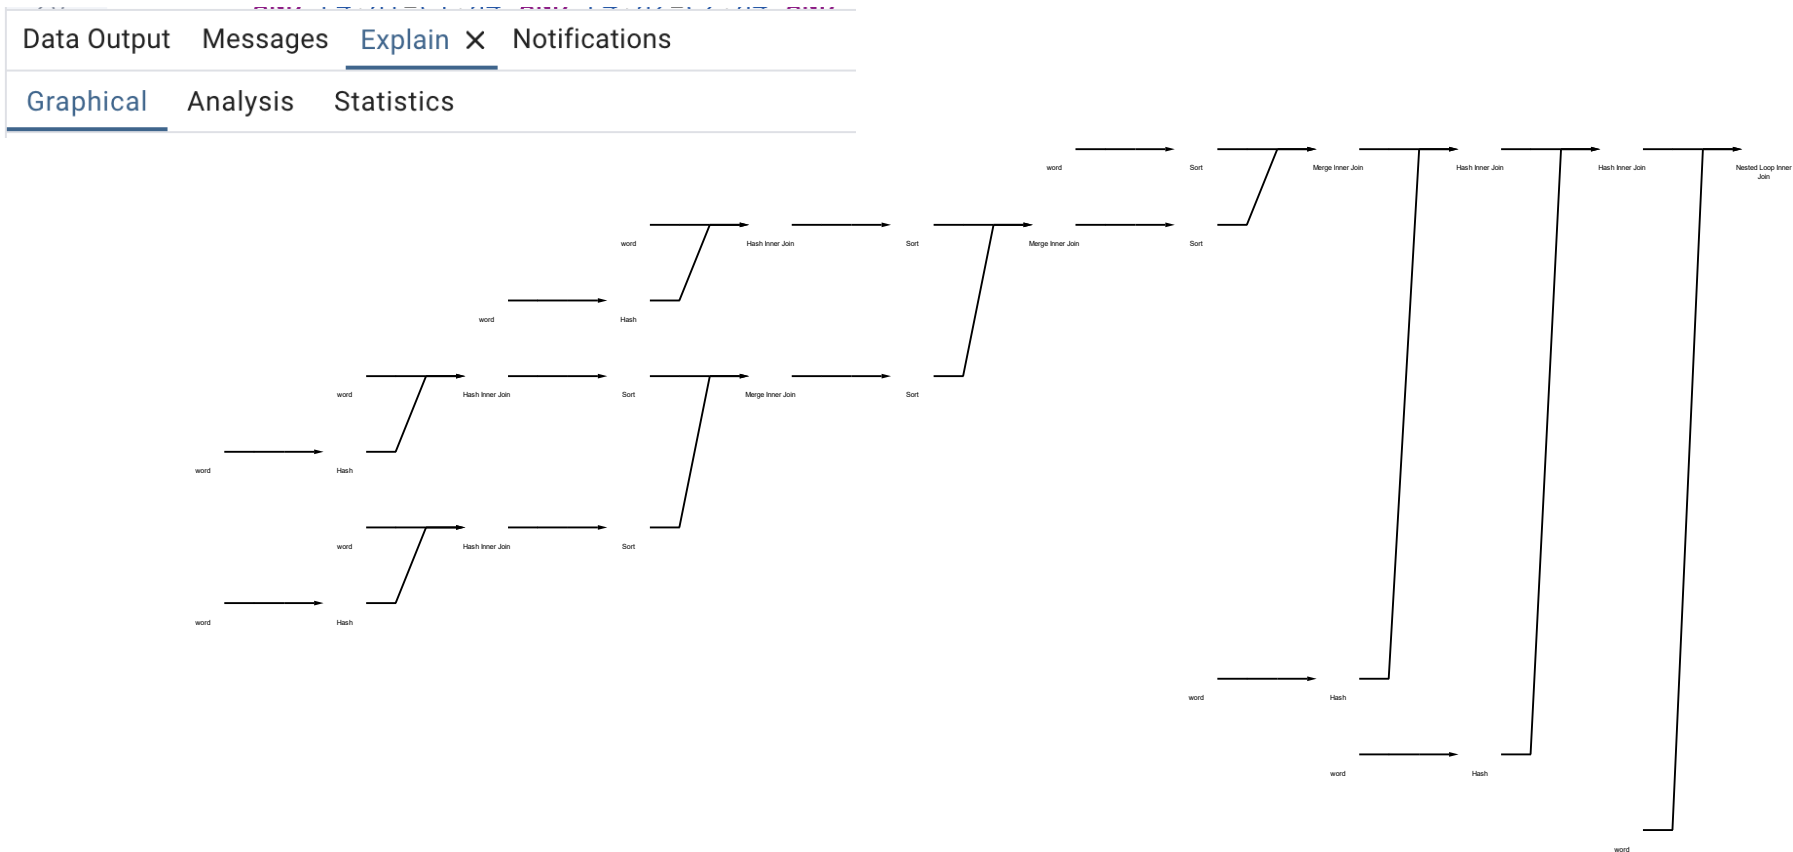 Data Output Messages Explain Notifications
Graphical Analysis Statistics
word Sort Merge Inner Join Hash Inner Join Hash Inner Join Nested Loop Inner
Join
word Hash Inner Join Sort Merge Inner Join Sort
word Hash
word Hash Inner Join Sort Merge Inner Join Sort
word Hash
word Hash Inner Join Sort
word Hash
word Hash
word Hash
word